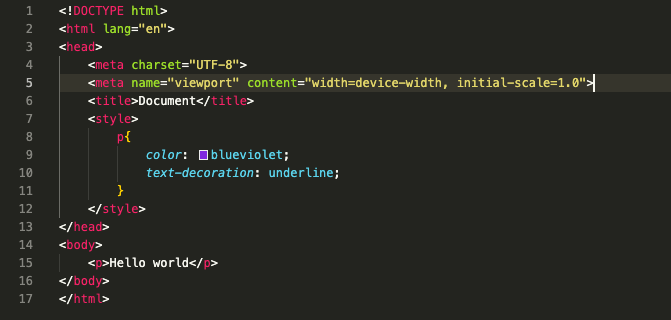 1 <!DOCTYPE html>
2 <html lang="en">
3 <head>
4     <meta charset="UTF-8">
5     <meta name="viewport" content="width=device-width, initial-scale=1.0">
6     <title>Document</title>
7     <style>
8         p{
9             color: blueviolet;
10             text-decoration: underline;
11         }
12     </style>
13 </head>
14 <body>
15     <p>Hello world</p>
16 </body>
17 </html>